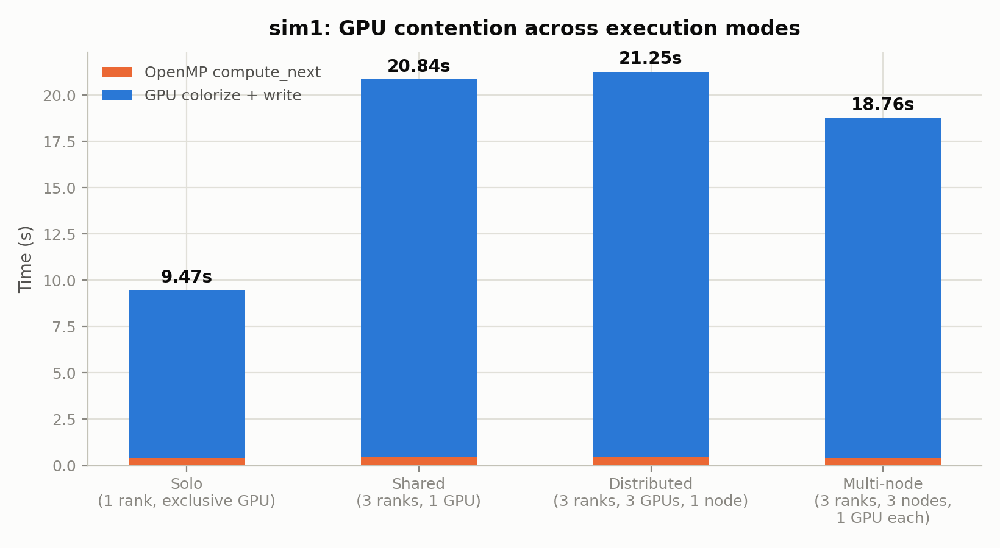 sim1: GPU contention across execution modes
OpenMP compute_next
GPU colorize + write
9.47s
20.84s
21.25s
18.76s
Time (s)
20.0
17.5
15.0
12.5
10.0
7.5
5.0
2.5
0.0
Solo
(1 rank, exclusive GPU)
Shared
(3 ranks, 1 GPU)
Distributed
(3 ranks, 3 GPUs, 1 node)
Multi-node
(3 ranks, 3 nodes,
1 GPU each)